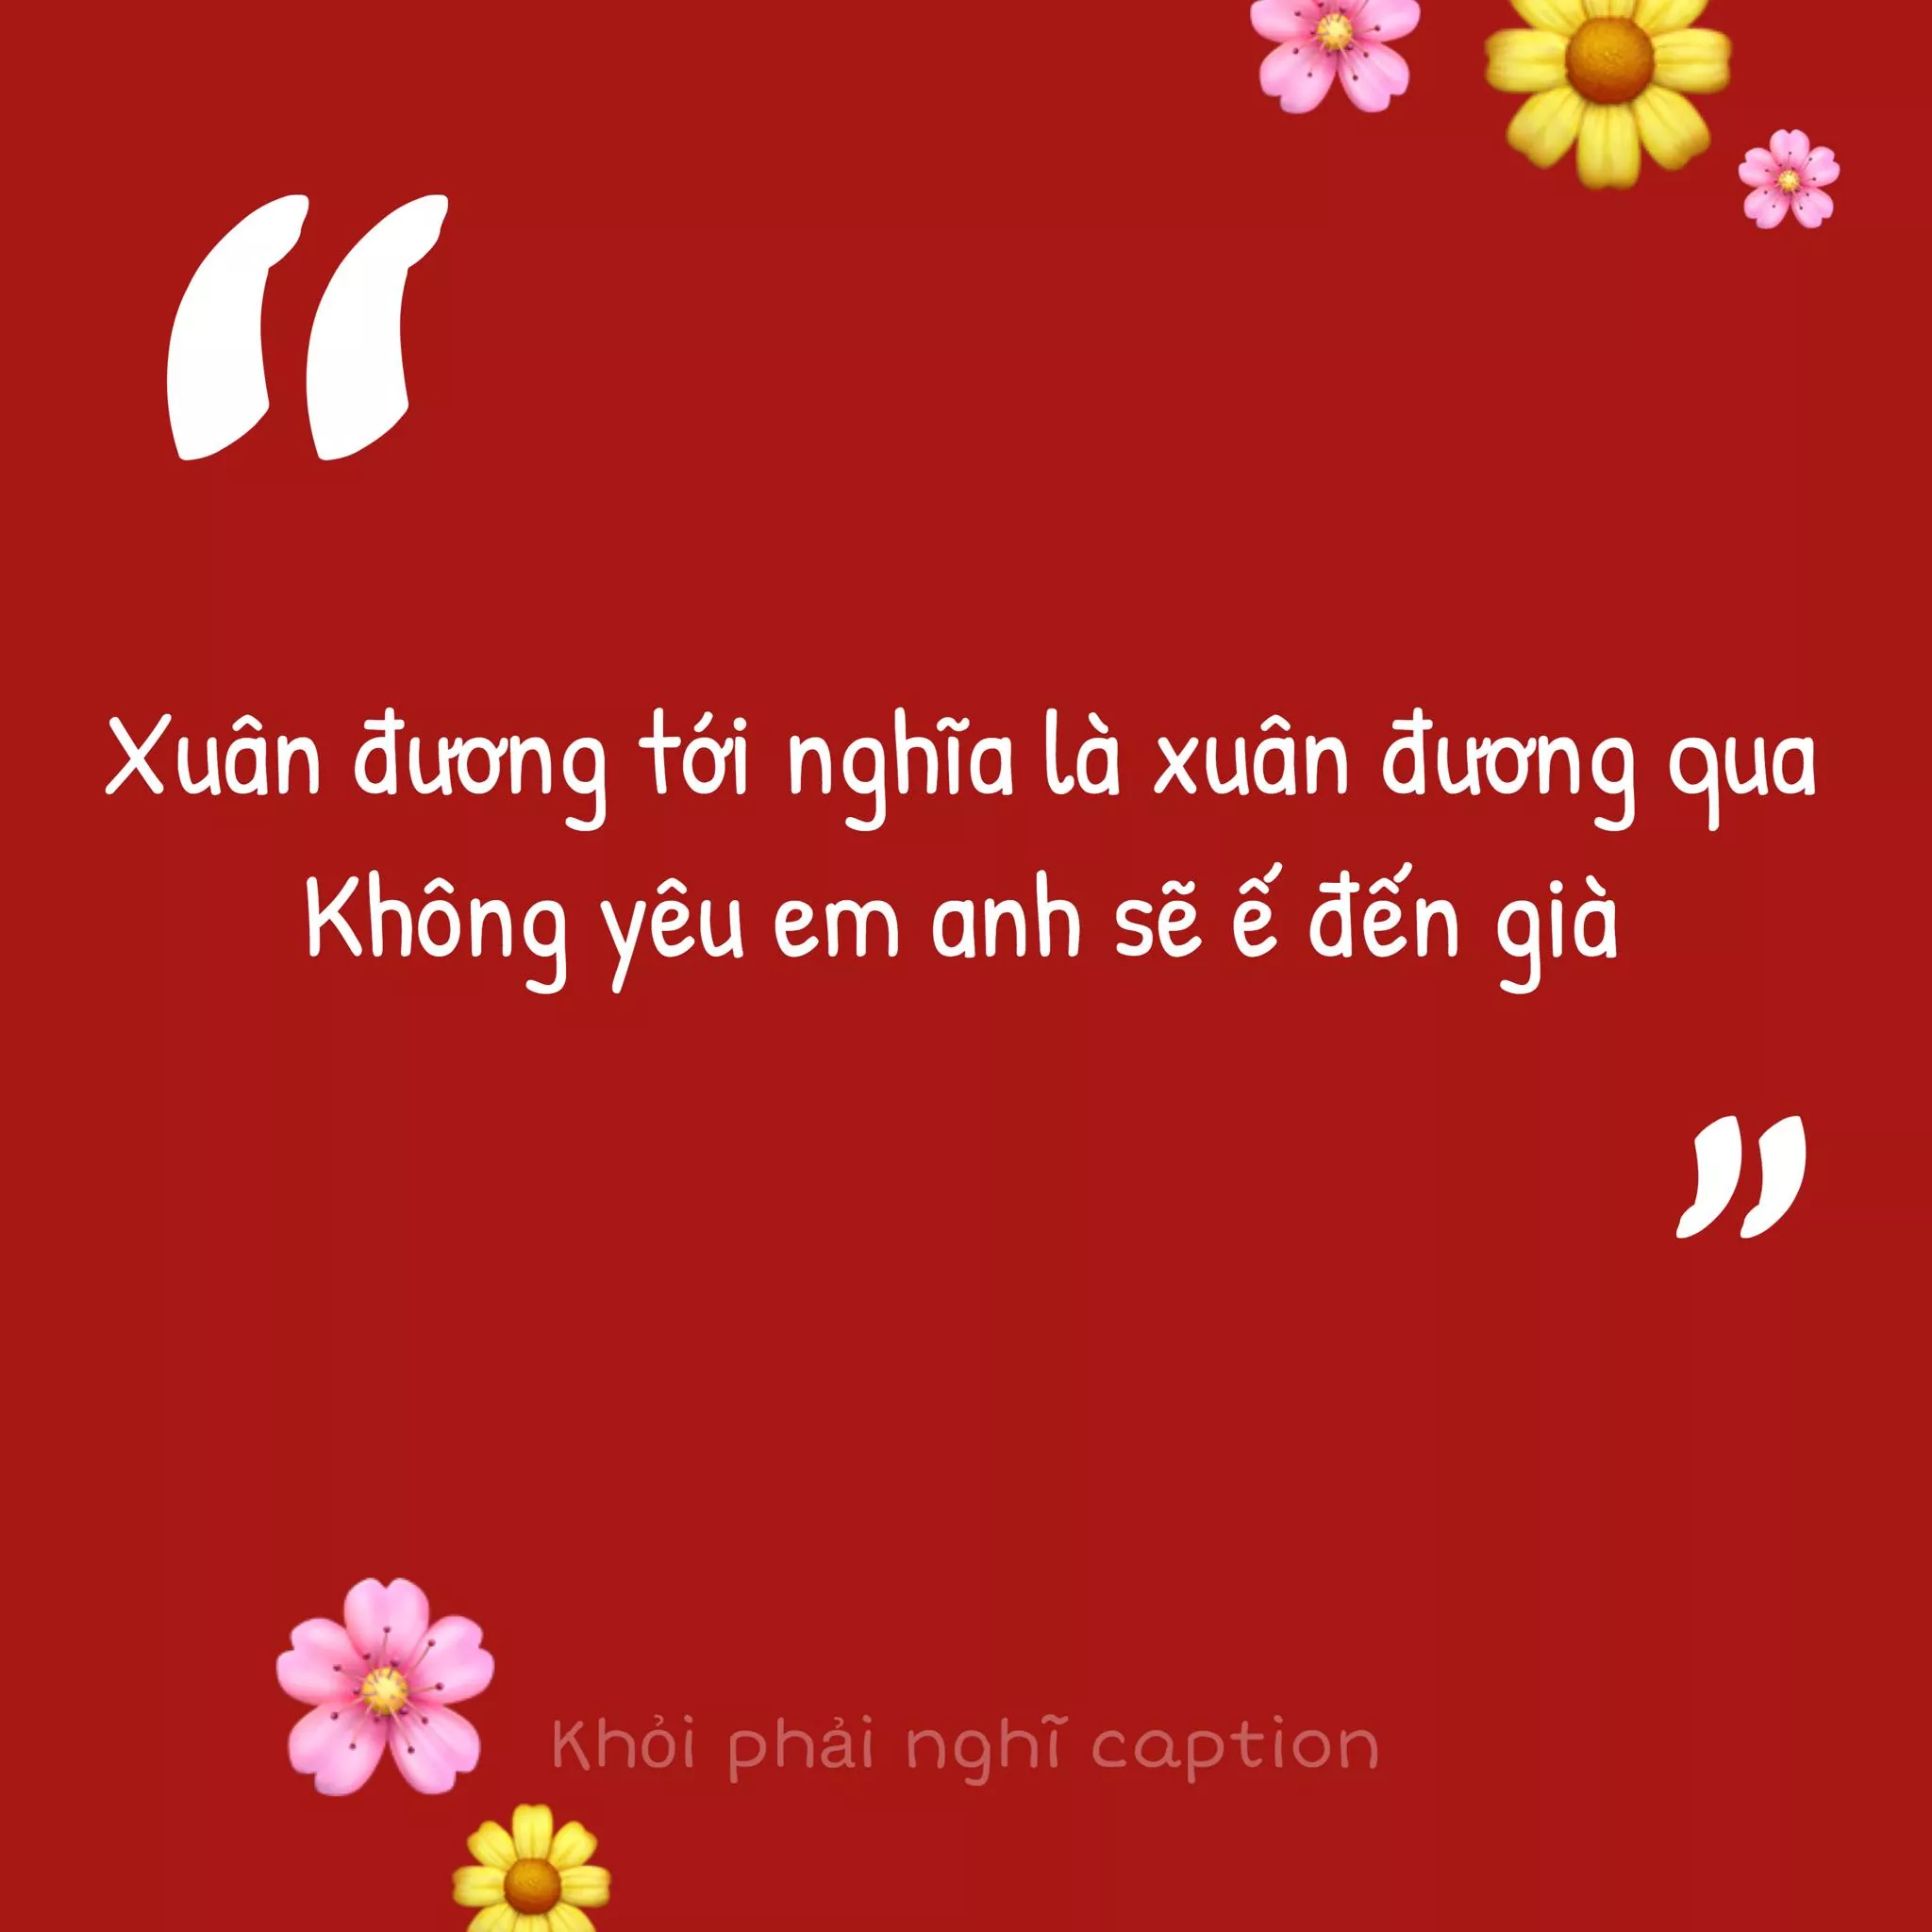 “
Xuân đương tới nghĩa là xuân đương qua
Không yêu em anh sẽ ế đến già
”
Khỏi phải nghĩ caption